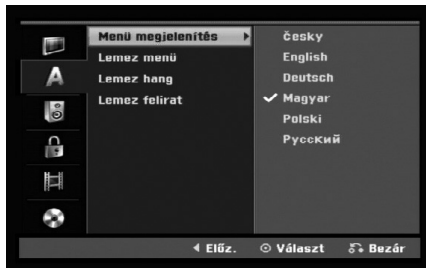 Menü megjelenítés
Lemez menü
Lemez hang
Lemez felirat
Česky
English
Deutsch
Magyar
Polski
Русский
A
Előz. Választ Bezár